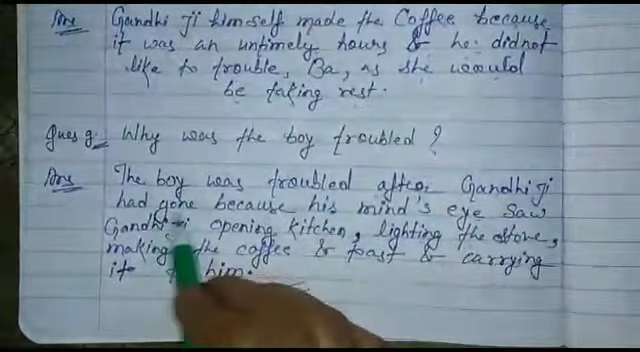 Ans Gandhi ji himself made the Coffee because
it was an untimely hours & he didnot
like to trouble, Ba, as she would
be taking rest.
Ques g. Why was the boy troubled?
Ans The boy was troubled after Gandhi ji
had gone because his mind's eye saw
Gandhi opening kitchen, lighting the stove,
making the coffee & toast & carrying
it him.